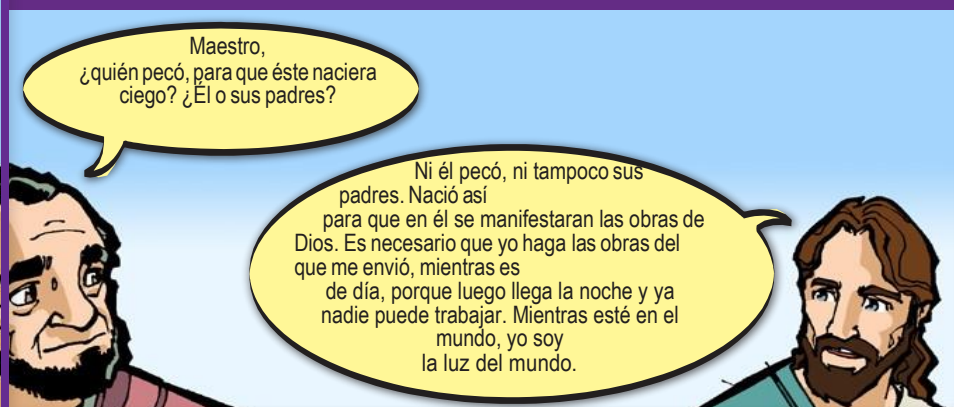 Maestro,
¿quién pecó, para que éste naciera
ciego? ¿Él o sus padres?
Ni él pecó, ni tampoco sus
padres. Nació así
para que en él se manifestaran las obras de
Dios. Es necesario que yo haga las obras del
que me envió, mientras es
de día, porque luego llega la noche y ya
nadie puede trabajar. Mientras esté en el
mundo, yo soy
la luz del mundo.